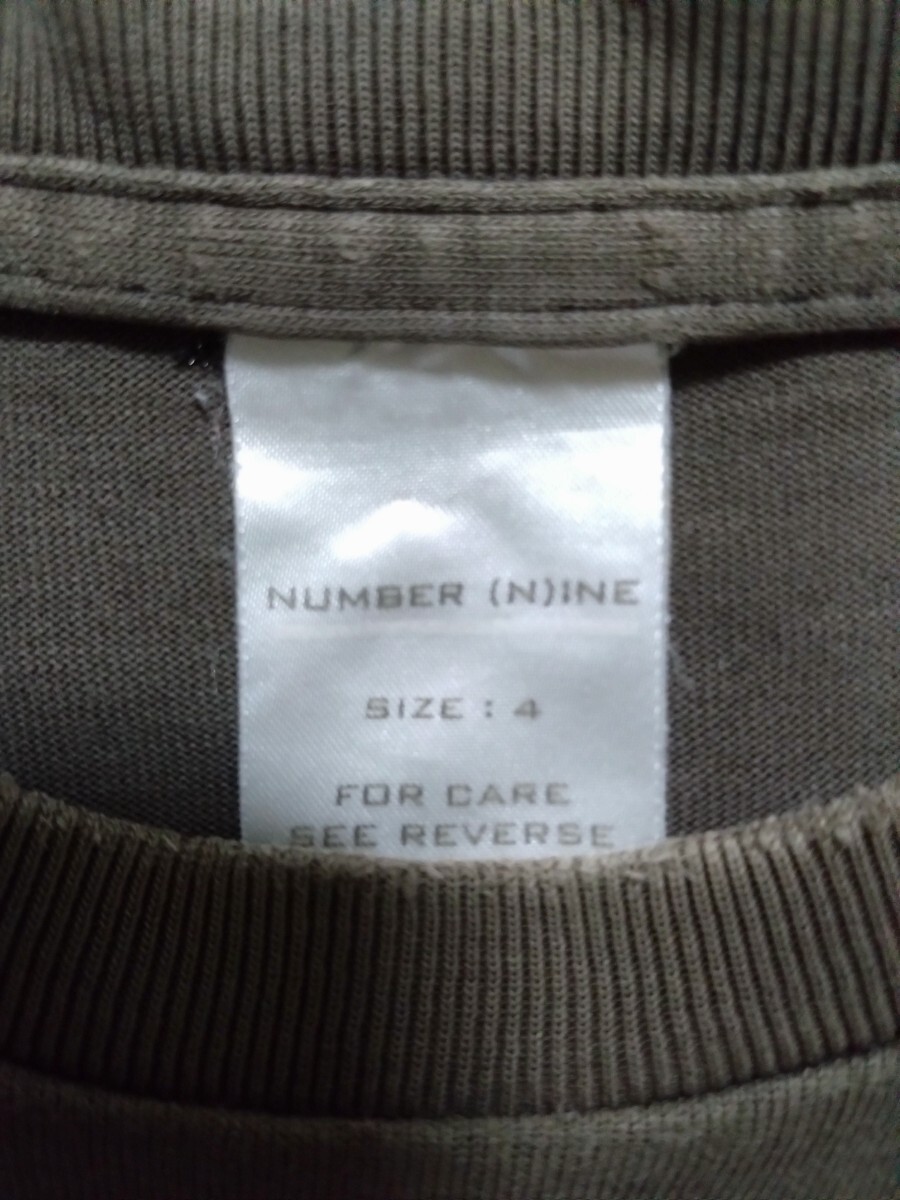 NUMBER (N)INE
SIZE : 4
FOR CARE
SEE REVERSE